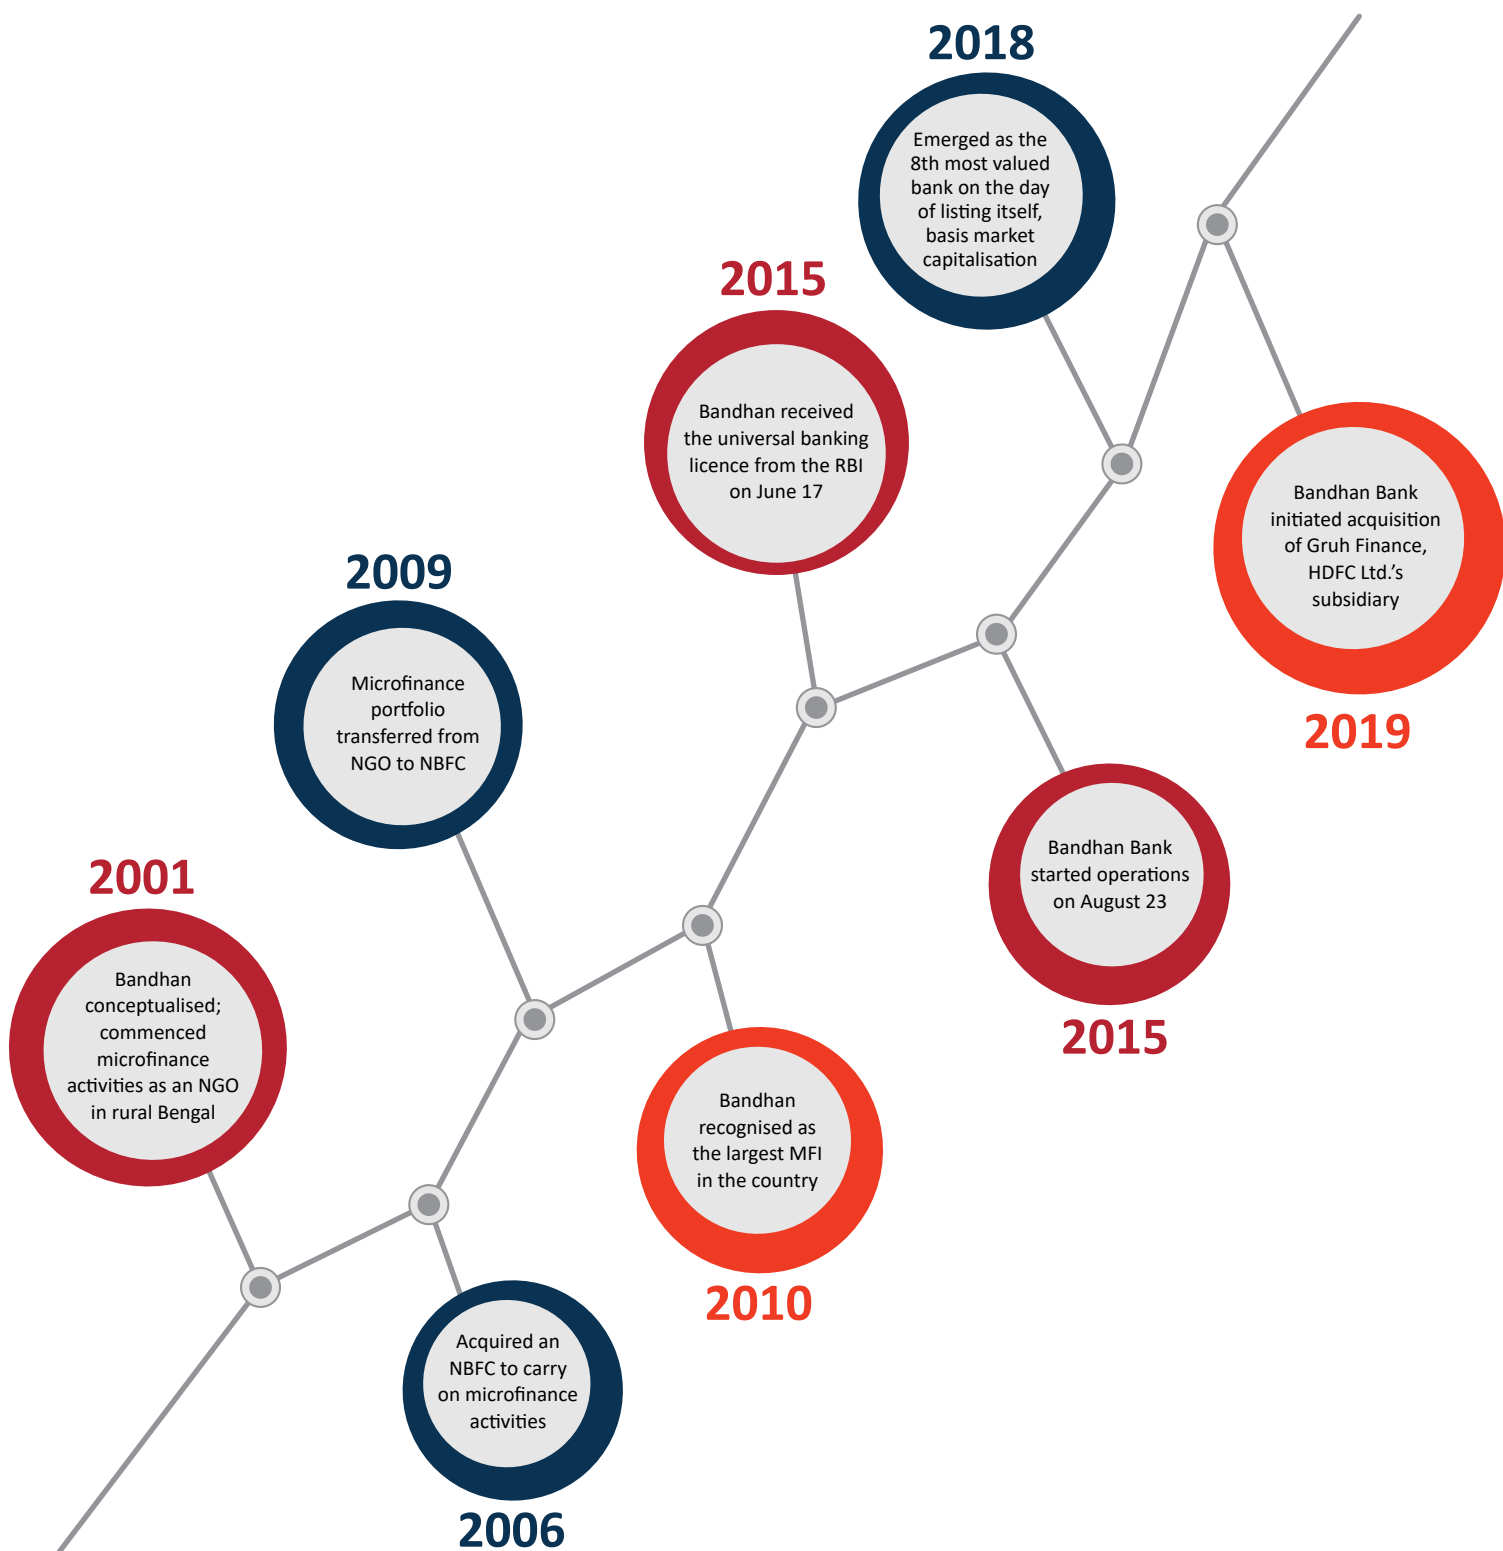 2001
Bandhan
conceptualised;
commenced
microfinance
activities as an NGO
in rural Bengal
Acquired an
NBFC to carry
on microfinance
activities
2006
2009
Microfinance
portfolio
transferred from
NGO to NBFC
Bandhan
recognised as
the largest MFI
in the country
2010
2015
Bandhan received
the universal banking
licence from the RBI
on June 17
Bandhan Bank
started operations
on August 23
2015
2018
Emerged as the
8th most valued
bank on the day
of listing itself,
basis market
capitalisation
Bandhan Bank
initiated acquisition
of Gruh Finance,
HDFC Ltd.’s
subsidiary
2019